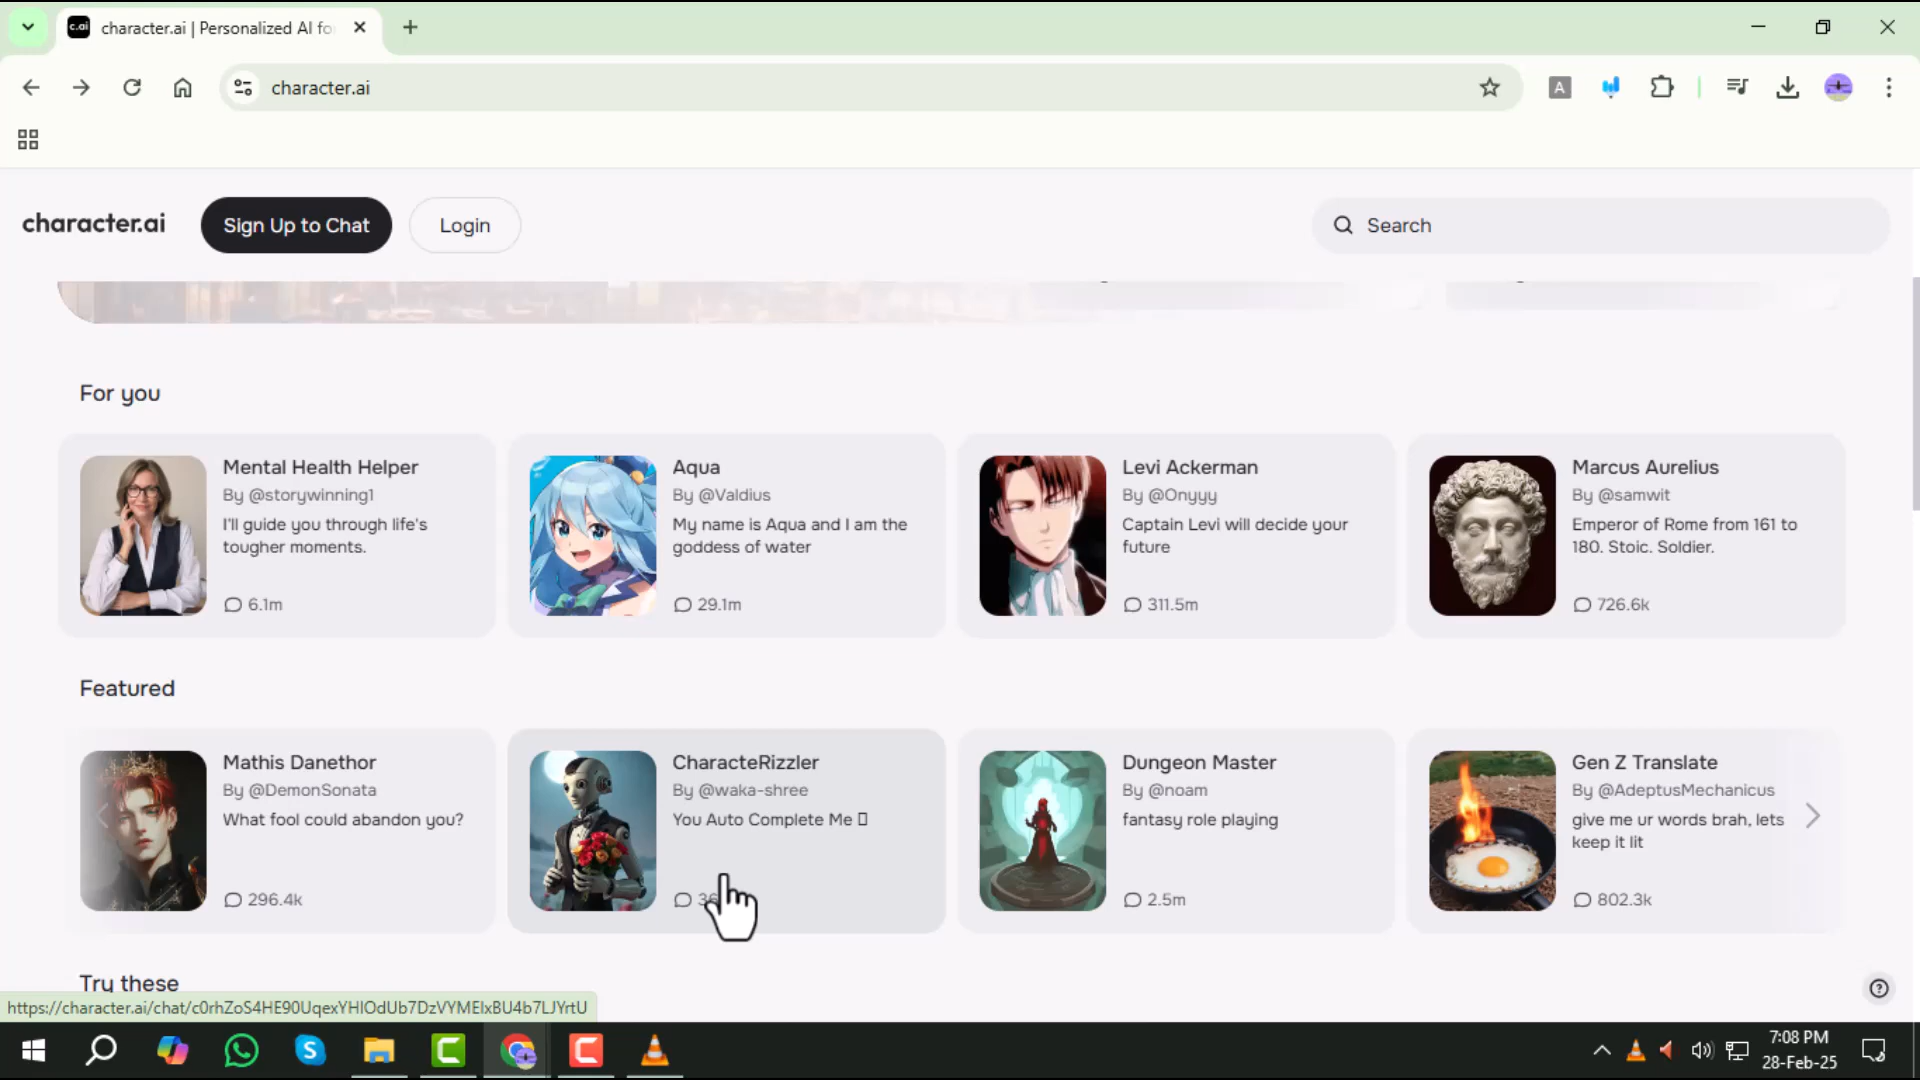 c.ai character.ai | Personalized AI fo
character.ai
A
character.ai
Sign Up to Chat
Login
Search
For you
Mental Health Helper
By @storywinning1
I'll guide you through life's
tougher moments.
6.1m
Aqua
By @Valdius
My name is Aqua and I am the
goddess of water
29.1m
Levi Ackerman
By @Onyyy
Captain Levi will decide your
future
311.5m
Marcus Aurelius
By @samwit
Emperor of Rome from 161 to
180. Stoic. Soldier.
726.6k
Featured
Mathis Danethor
By @DemonSonata
What fool could abandon you?
296.4k
CharacteRizzler
By @waka-shree
You Auto Complete Me
Dungeon Master
By @noam
fantasy role playing
2.5m
Gen Z Translate
By @AdeptusMechanicus
give me ur words brah, lets
keep it lit
802.3k
Try these
https://character.ai/chat/c0rhZoS4HE90UqexYHIOdUb7DzVYMEIxBU4b7LJYrtU
7:08 PM
28-Feb-25